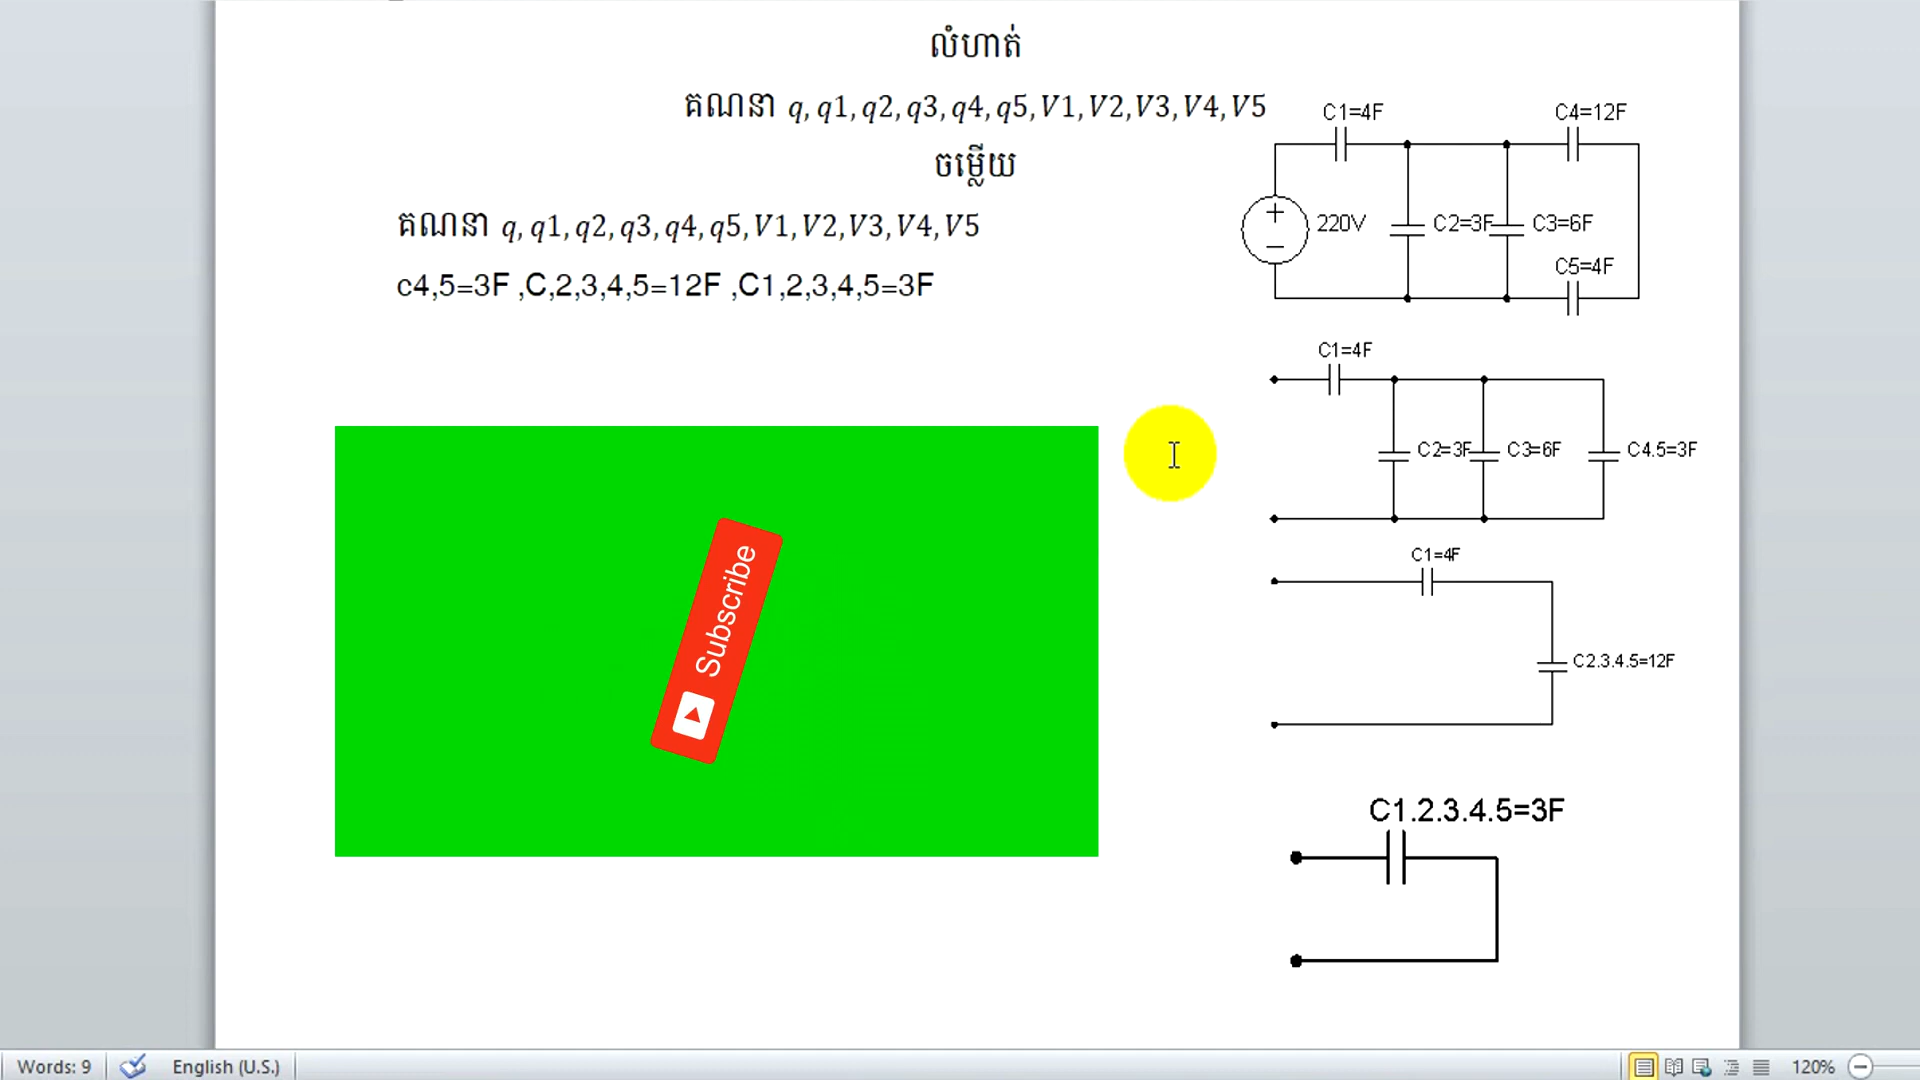 លំហាត់
គណនា q, q1, q2, q3, q4, q5, V1, V2, V3, V4, V5
ចម្លើយ
គណនា q, q1, q2, q3, q4, q5, V1, V2, V3, V4, V5
c4,5=3F ,C,2,3,4,5=12F ,C1,2,3,4,5=3F
C1=4F
C4=12F
220V
C2=3F
C3=6F
C5=4F
C1=4F
C2=3F
C3=6F
C4.5=3F
C1=4F
C2.3.4.5=12F
C1.2.3.4.5=3F
Subscribe
Words: 9
English (U.S.)
120%